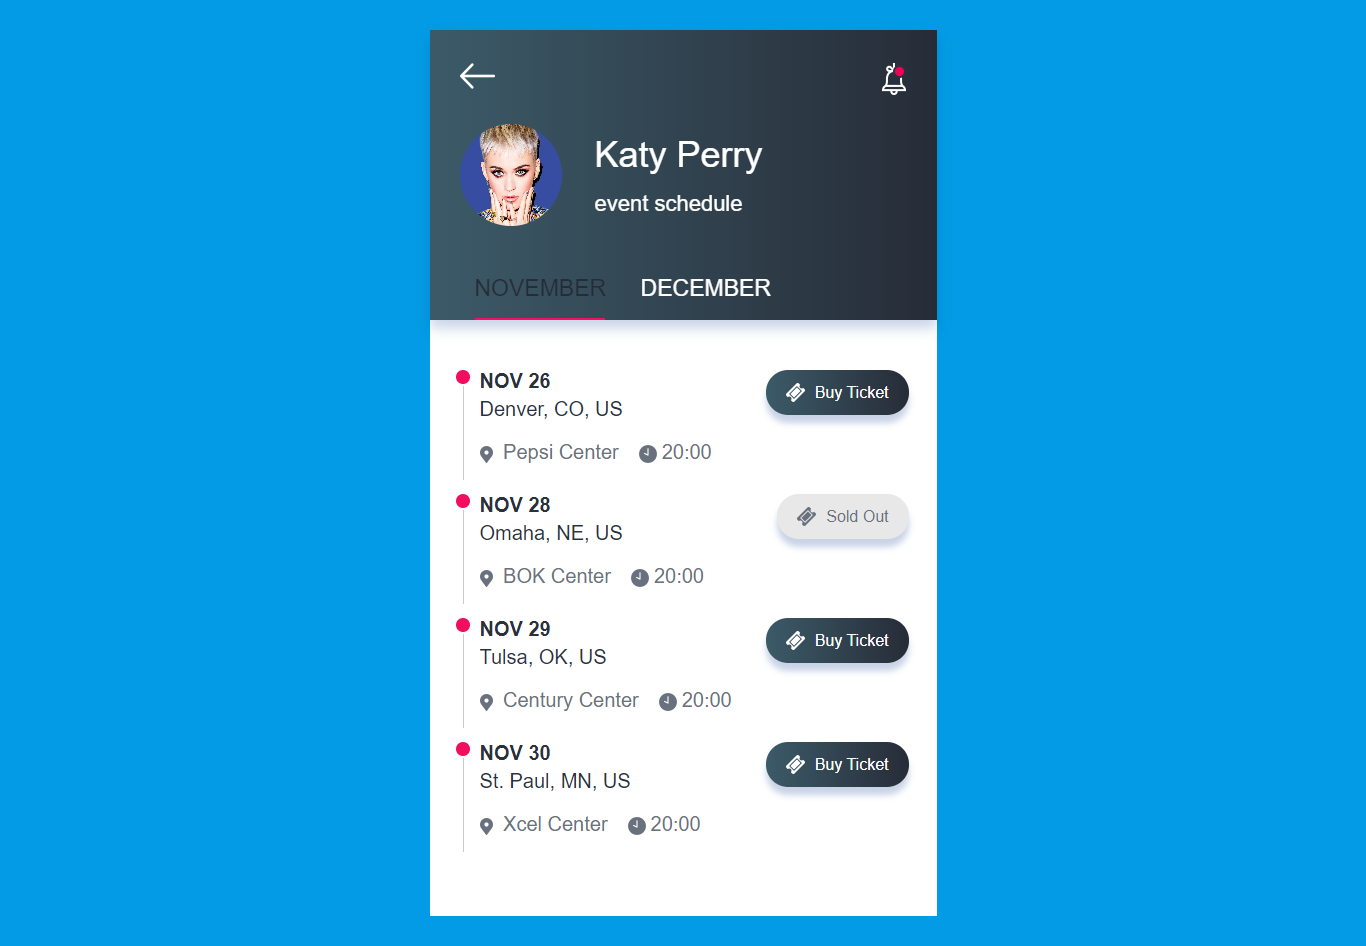 Katy Perry
event schedule
NOVEMBER DECEMBER
NOV 26
Denver, CO, US
Buy Ticket
Pepsi Center 20:00
NOV 28
Omaha, NE, US
Sold Out
BOK Center 20:00
NOV 29
Tulsa, OK, US
Buy Ticket
Century Center 20:00
NOV 30
St. Paul, MN, US
Buy Ticket
Xcel Center 20:00